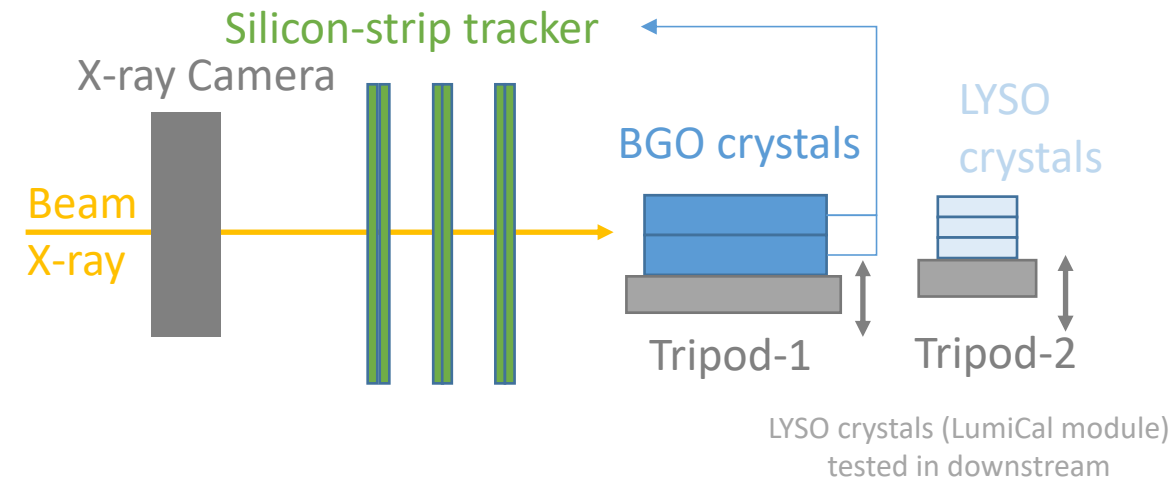 Silicon-strip tracker
X-ray Camera
LYSO
crystals
BGO crystals
Beam
X-ray
Tripod-1
Tripod-2
LYSO crystals (LumiCal module)
tested in downstream